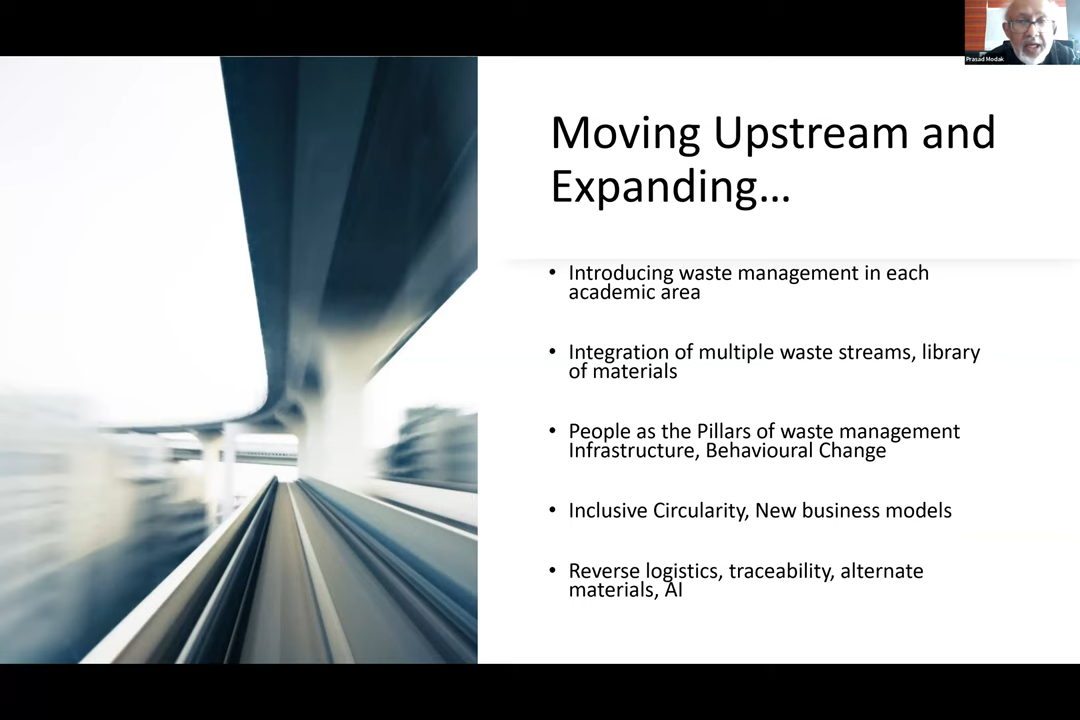 Prasad Modak
Moving Upstream and
Expanding...
• Introducing waste management in each
academic area
• Integration of multiple waste streams, library
of materials
• People as the Pillars of waste management
Infrastructure, Behavioural Change
• Inclusive Circularity, New business models
• Reverse logistics, traceability, alternate
materials, AI